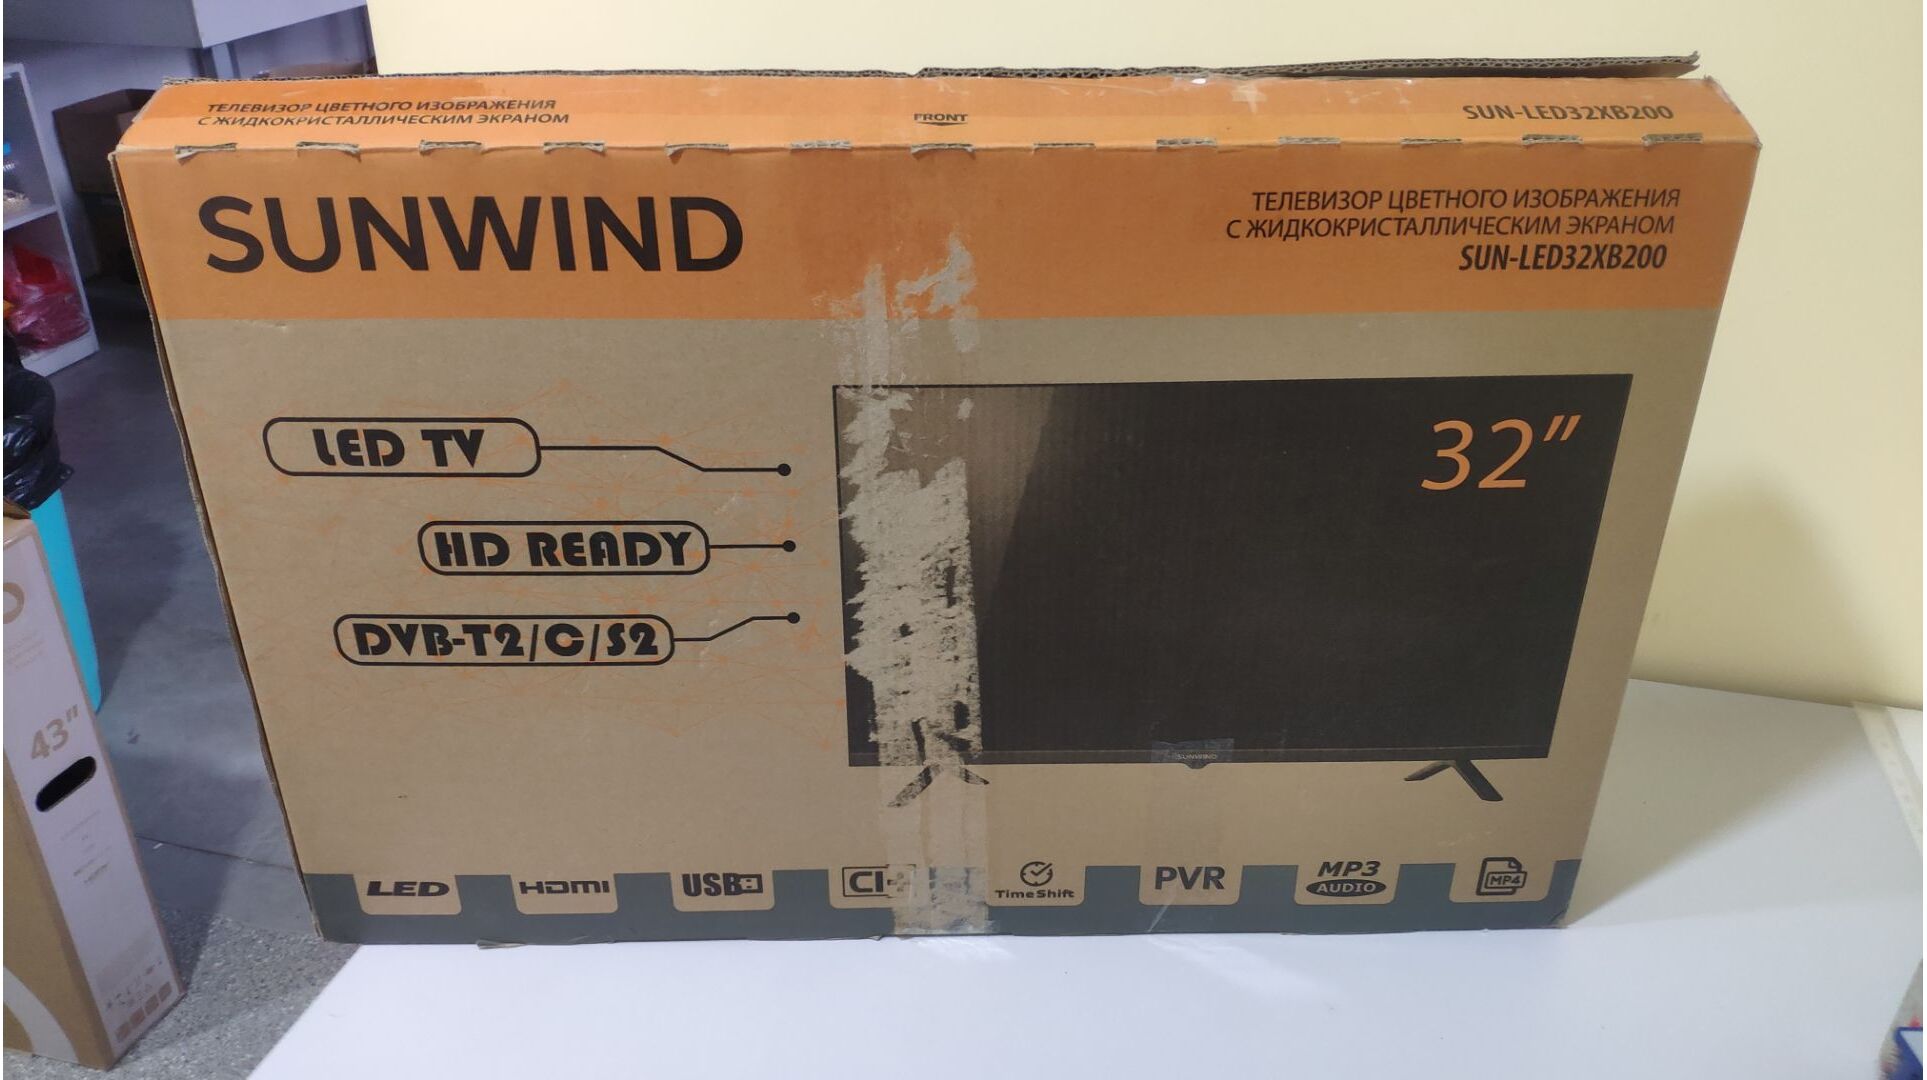 ТЕЛЕВИЗОР ЦВЕТНОГО ИЗОБРАЖЕНИЯ
С ЖИДКОКРИСТАЛЛИЧЕСКИМ ЭКРАНОМ
FRONT
SUN-LED32XB200
SUNWIND
ТЕЛЕВИЗОР ЦВЕТНОГО ИЗОБРАЖЕНИЯ
С ЖИДКОКРИСТАЛЛИЧЕСКИМ ЭКРАНОМ
SUN-LED32XB200
32"
LED TV
HD READY
DVB-T2/C/S2
SUNWIND
43"
LED
HDMI
USB
CI+
TimeShift
PVR
MP3
AUDIO
MP4